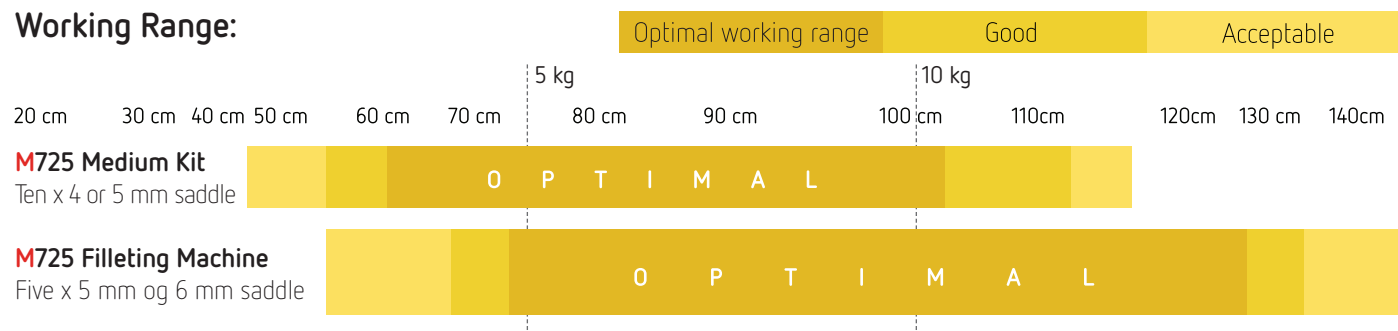 Working Range:
Optimal working range Good Acceptable
5 kg 10 kg
20 cm 30 cm 40 cm 50 cm 60 cm 70 cm 80 cm 90 cm 100 cm 110cm 120cm 130 cm 140cm
M725 Medium Kit
Ten x 4 or 5 mm saddle
O P T I M A L
M725 Filleting Machine
Five x 5 mm og 6 mm saddle
O P T I M A L